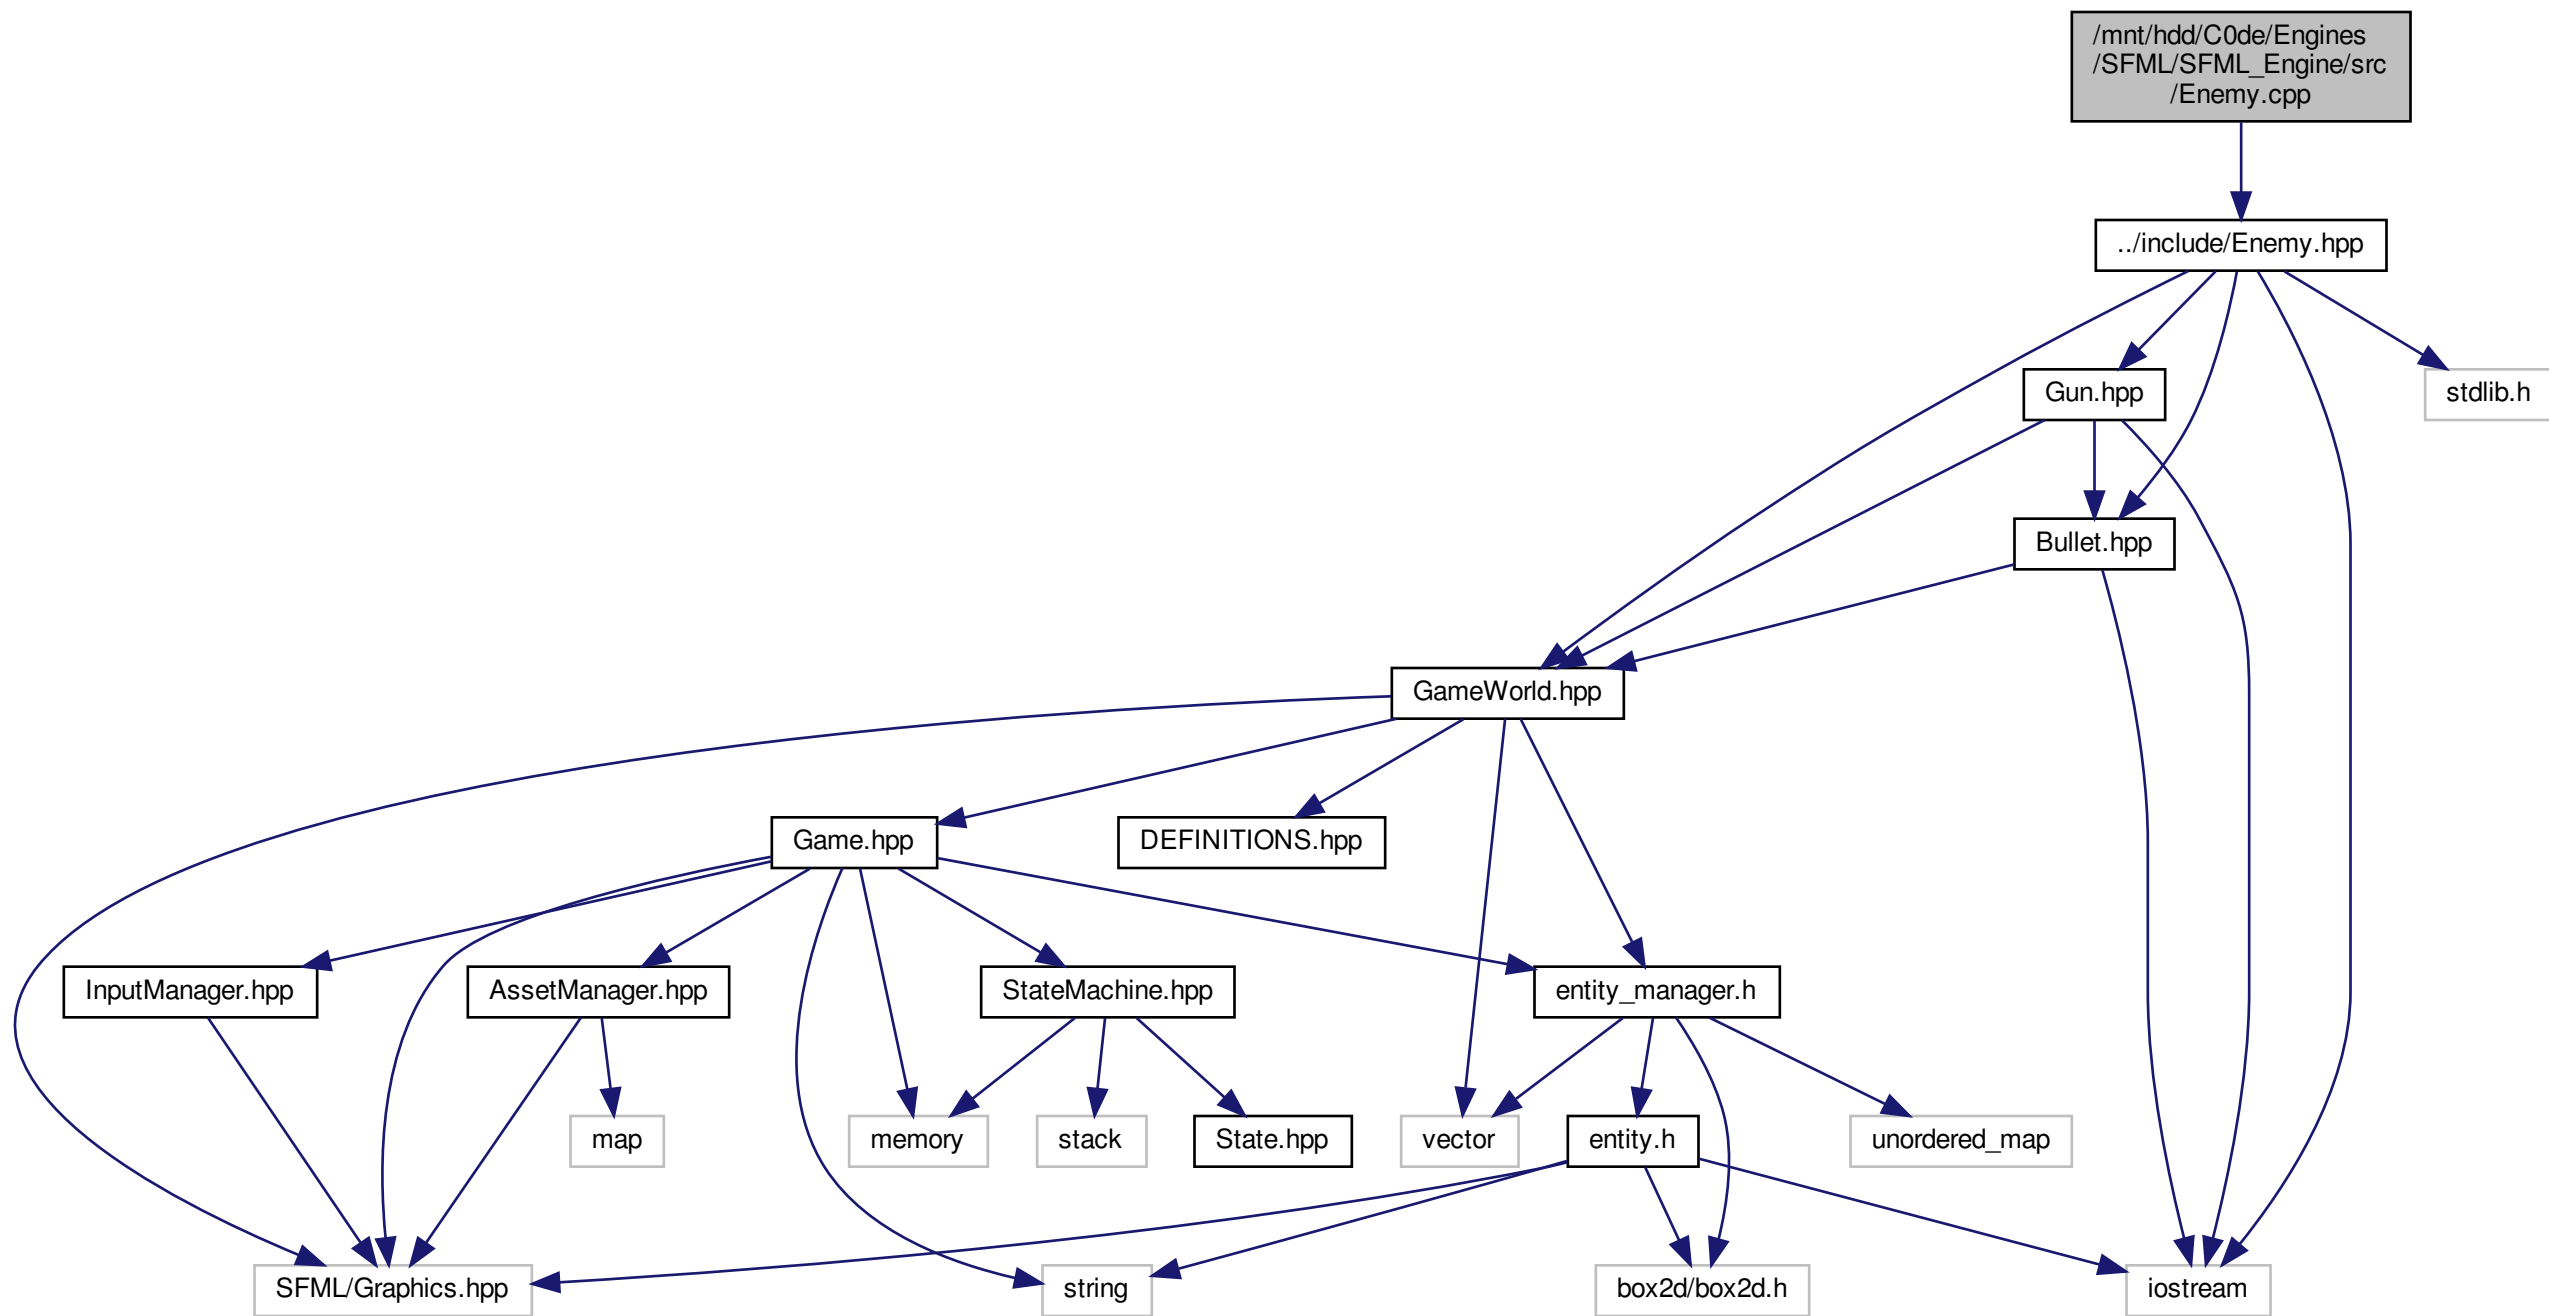 /mnt/hdd/C0de/Engines
/SFML/SFML_Engine/src
/Enemy.cpp
../include/Enemy.hpp
Gun.hpp
stdlib.h
Bullet.hpp
GameWorld.hpp
Game.hpp
DEFINITIONS.hpp
InputManager.hpp
AssetManager.hpp
StateMachine.hpp
entity_manager.h
map
memory
stack
State.hpp
vector
entity.h
unordered_map
SFML/Graphics.hpp
string
box2d/box2d.h
iostream